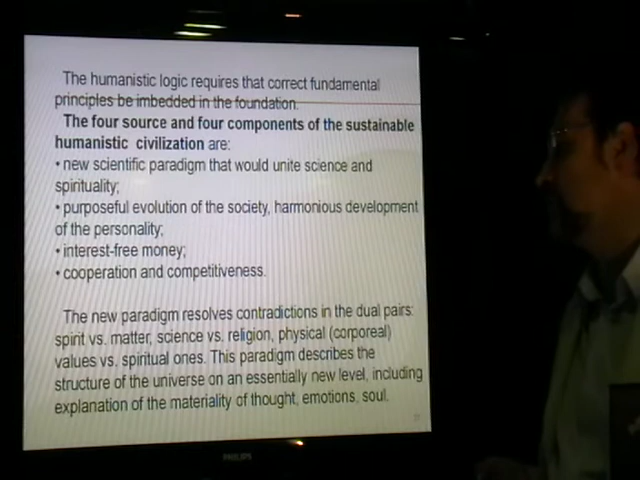 The humanistic logic requires that correct fundamental
principles be imbedded in the foundation.
The four source and four components of the sustainable
humanistic civilization are:
• new scientific paradigm that would unite science and
spirituality;
• purposeful evolution of the society, harmonious development
of the personality;
• interest-free money;
• cooperation and competitiveness.
The new paradigm resolves contradictions in the dual pairs:
spirit vs. matter, science vs. religion, physical (corporeal)
values vs. spiritual ones. This paradigm describes the
structure of the universe on an essentially new level, including
explanation of the materiality of thought, emotions, soul.
PHILIPS